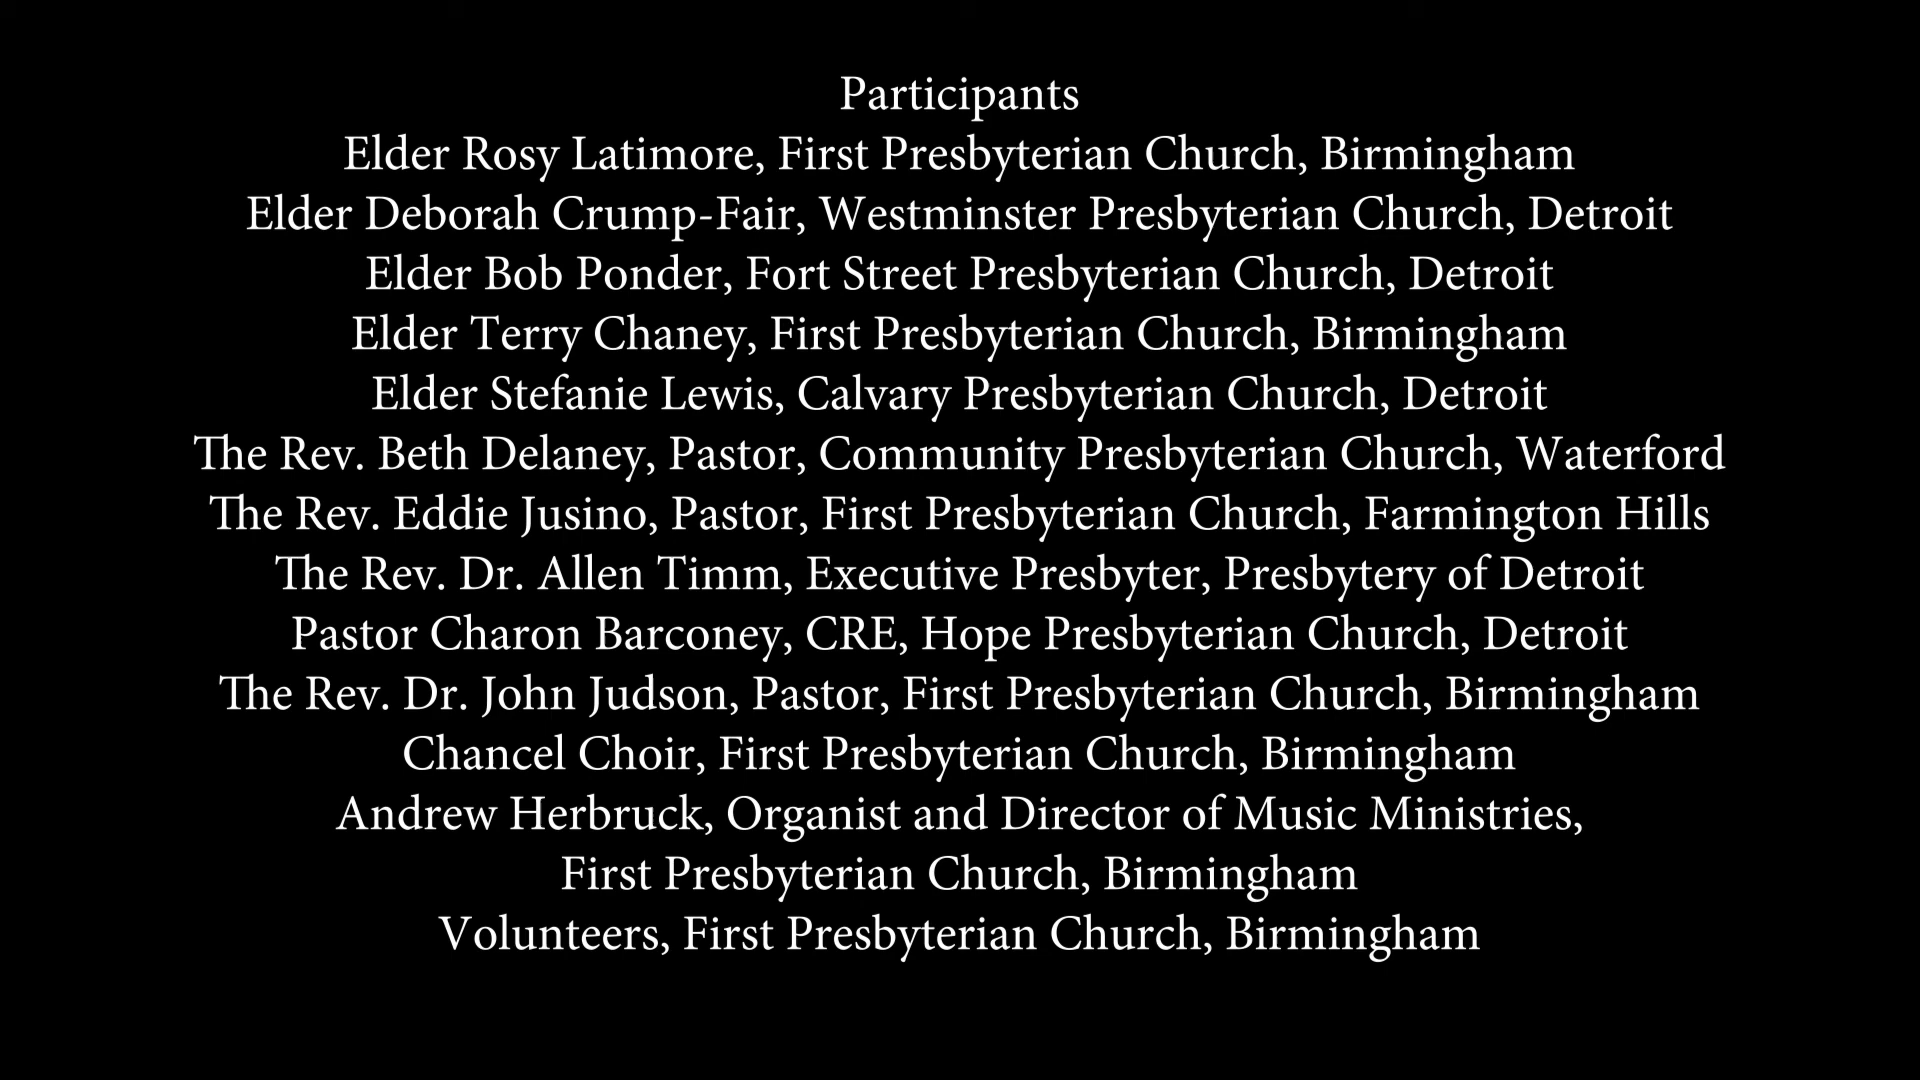 Participants
Elder Rosy Latimore, First Presbyterian Church, Birmingham
Elder Deborah Crump-Fair, Westminster Presbyterian Church, Detroit
Elder Bob Ponder, Fort Street Presbyterian Church, Detroit
Elder Terry Chaney, First Presbyterian Church, Birmingham
Elder Stefanie Lewis, Calvary Presbyterian Church, Detroit
The Rev. Beth Delaney, Pastor, Community Presbyterian Church, Waterford
The Rev. Eddie Jusino, Pastor, First Presbyterian Church, Farmington Hills
The Rev. Dr. Allen Timm, Executive Presbyter, Presbytery of Detroit
Pastor Charon Barconey, CRE, Hope Presbyterian Church, Detroit
The Rev. Dr. John Judson, Pastor, First Presbyterian Church, Birmingham
Chancel Choir, First Presbyterian Church, Birmingham
Andrew Herbruck, Organist and Director of Music Ministries,
First Presbyterian Church, Birmingham
Volunteers, First Presbyterian Church, Birmingham